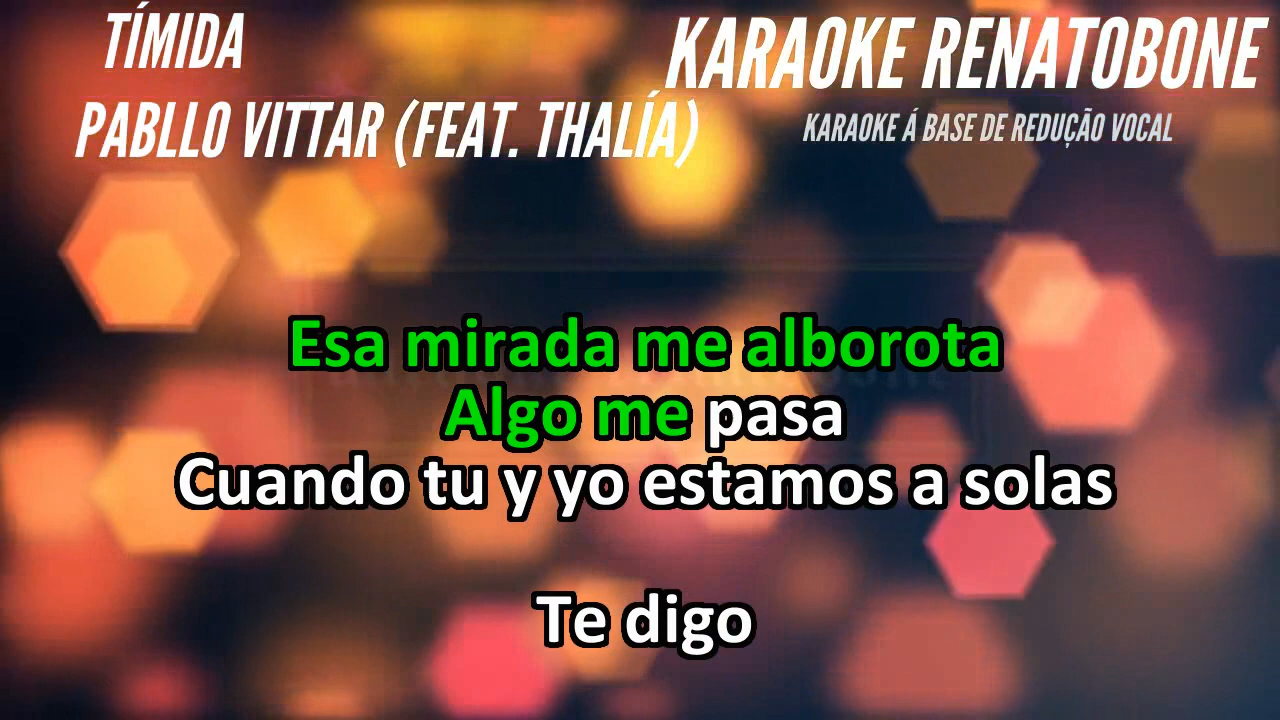 TÍMIDA
PABLLO VITTAR (FEAT. THALÍA)
KARAOKE RENATOBONE
KARAOKE Á BASE DE REDUÇÃO VOCAL
Esa mirada me alborota
Algo me pasa
Cuando tu y yo estamos a solas
Te digo